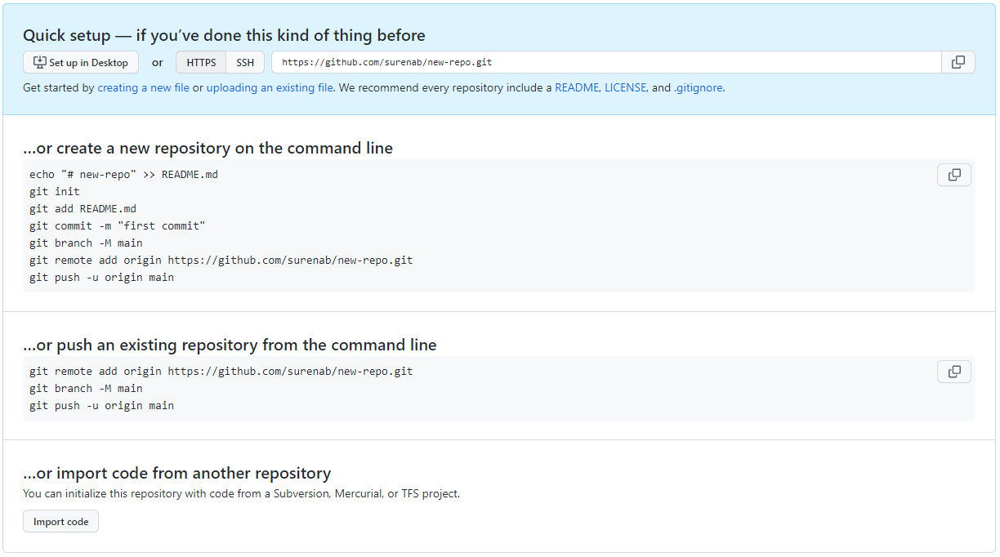 Quick setup — if you’ve done this kind of thing before
Set up in Desktop or HTTPS SSH https://github.com/surenab/new-repo.git
Get started by creating a new file or uploading an existing file. We recommend every repository include a README, LICENSE, and .gitignore.
…or create a new repository on the command line
echo "# new-repo" >> README.md
git init
git add README.md
git commit -m "first commit"
git branch -M main
git remote add origin https://github.com/surenab/new-repo.git
git push -u origin main
…or push an existing repository from the command line
git remote add origin https://github.com/surenab/new-repo.git
git branch -M main
git push -u origin main
…or import code from another repository
You can initialize this repository with code from a Subversion, Mercurial, or TFS project.
Import code